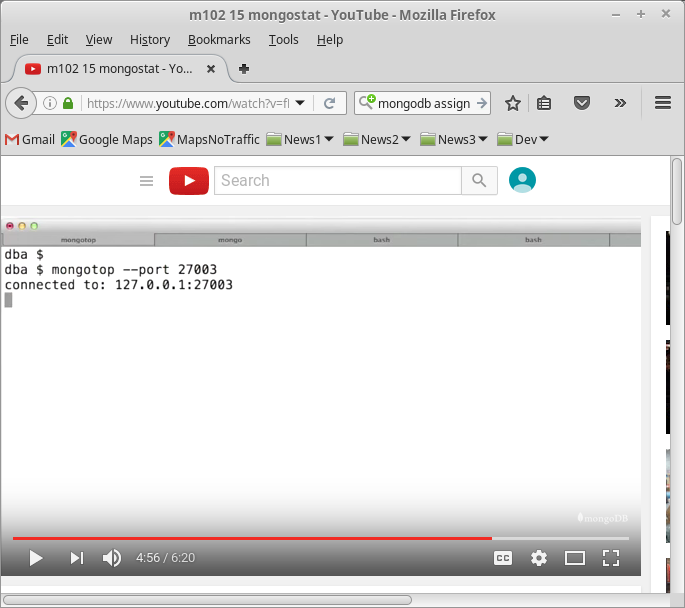 m102 15 mongostat - YouTube - Mozilla Firefox
File Edit View History Bookmarks Tools Help
m102 15 mongostat - Yo...
https://www.youtube.com/watch?v=fl
mongodb assign
Gmail Google Maps MapsNoTraffic News1 News2 News3 Dev
Search
mongotop mongo bash bash
dba $
dba $ mongotop --port 27003
connected to: 127.0.0.1:27003
mongoDB
4:56 / 6:20
CC